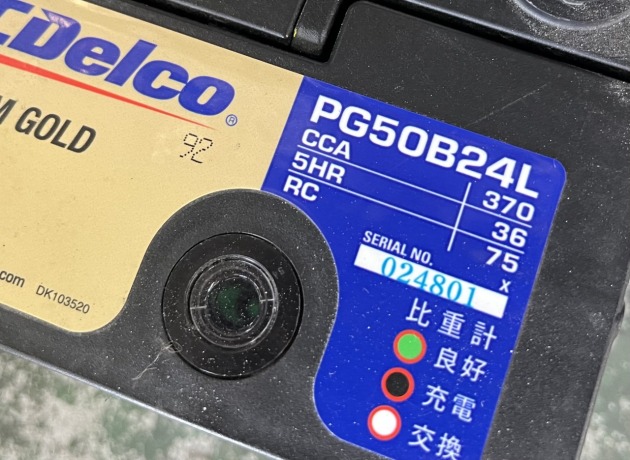 CDelco®
M GOLD
92
.com DK103520
PG50B24L
CCA 370
5HR 36
RC 75
x
SERIAL NO.
024801
比重計
良好
充電
交換